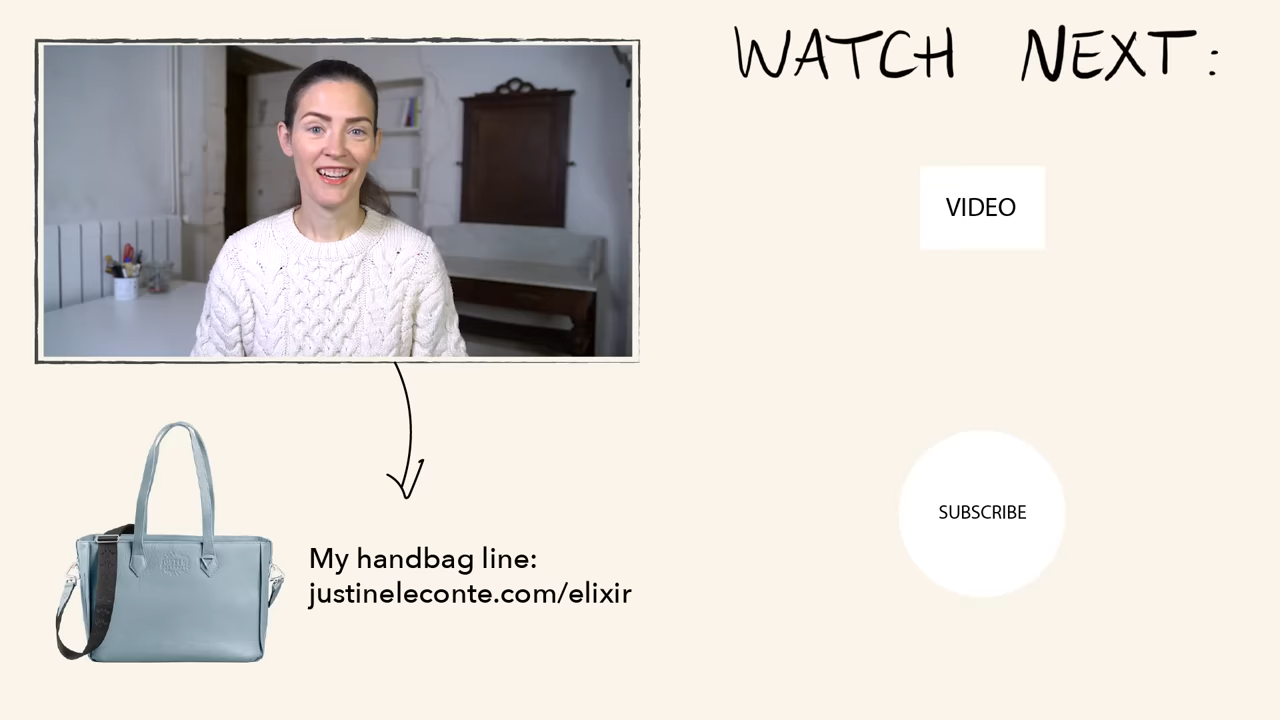 WATCH NEXT:
VIDEO
SUBSCRIBE
My handbag line:
justineleconte.com/elixir